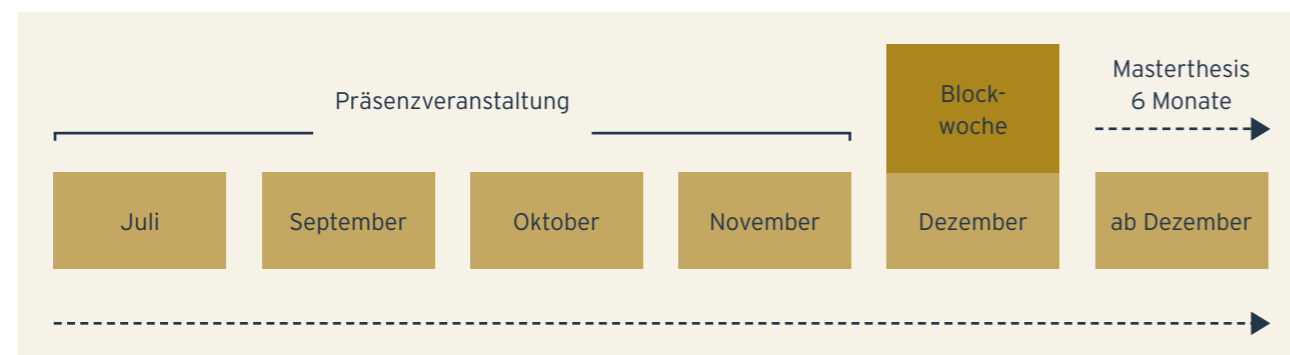 Präsenzveranstaltung
Block-
woche
Masterthesis
6 Monate
Juli
September
Oktober
November
Dezember
ab Dezember